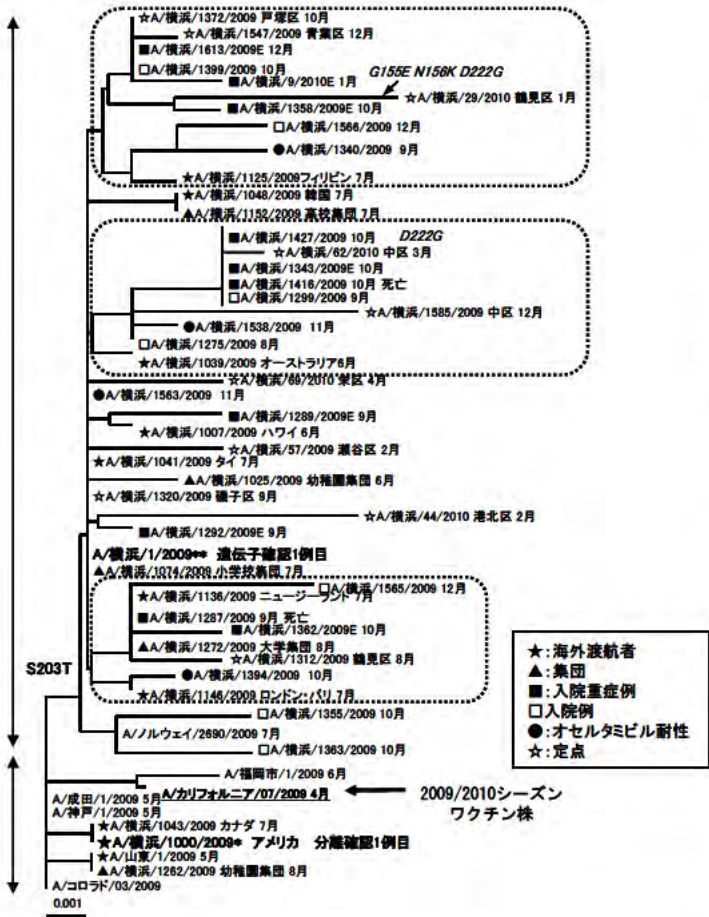 ☆A/横浜/1372/2009 戸塚区 10月
☆A/横浜/1547/2009 青葉区 12月
■A/横浜/1613/2009E 12月
□A/横浜/1399/2009 10月
■A/横浜/9/2010E 1月
G155E N156K D222G
☆A/横浜/29/2010 鶴見区 1月
■A/横浜/1358/2009E 10月
□A/横浜/1566/2009 12月
●A/横浜/1340/2009 9月
★A/横浜/1125/2009フィリピン 7月
★A/横浜/1048/2009 韓国 7月
▲A/横浜/1152/2009 高校集団 7月
■A/横浜/1427/2009 10月 D222G
☆A/横浜/62/2010 中区 3月
■A/横浜/1343/2009E 10月
■A/横浜/1416/2009 10月 死亡
□A/横浜/1299/2009 9月
☆A/横浜/1585/2009 中区 12月
●A/横浜/1538/2009 11月
□A/横浜/1275/2009 8月
★A/横浜/1039/2009 オーストラリア6月
☆A/横浜/69/2010 栄区 4月
●A/横浜/1563/2009 11月
■A/横浜/1289/2009E 9月
★A/横浜/1007/2009 ハワイ 6月
☆A/横浜/57/2009 瀬谷区 2月
★A/横浜/1041/2009 タイ 7月
▲A/横浜/1025/2009 幼稚園集団 6月
☆A/横浜/1320/2009 磯子区 9月
☆A/横浜/44/2010 港北区 2月
■A/横浜/1292/2009E 9月
A/横浜/1/2009** 遺伝子確認1例目
▲A/横浜/1074/2009 小学校集団 7月
□A/横浜/1565/2009 12月
★A/横浜/1136/2009 ニュージーランド 7月
■A/横浜/1287/2009 9月 死亡
■A/横浜/1362/2009E 10月
▲A/横浜/1272/2009 大学集団 8月
☆A/横浜/1312/2009 鶴見区 8月
S203T
●A/横浜/1394/2009 10月
★A/横浜/1146/2009 ロンドン・パリ 7月
□A/横浜/1355/2009 10月
A/ノルウェイ/2690/2009 7月
□A/横浜/1363/2009 10月
A/福岡市/1/2009 6月
A/カリフォルニア/07/2009 4月
A/成田/1/2009 5月
A/神戸/1/2009 5月
★A/横浜/1043/2009 カナダ 7月
★A/横浜/1000/2009* アメリカ 分離確認1例目
★A/山東/1/2009 5月
▲A/横浜/1262/2009 幼稚園集団 8月
A/コロラド/03/2009
0.001
2009/2010シーズン
ワクチン株
★:海外渡航者
▲:集団
■:入院重症例
□入院例
●:オセルタミビル耐性
☆:定点